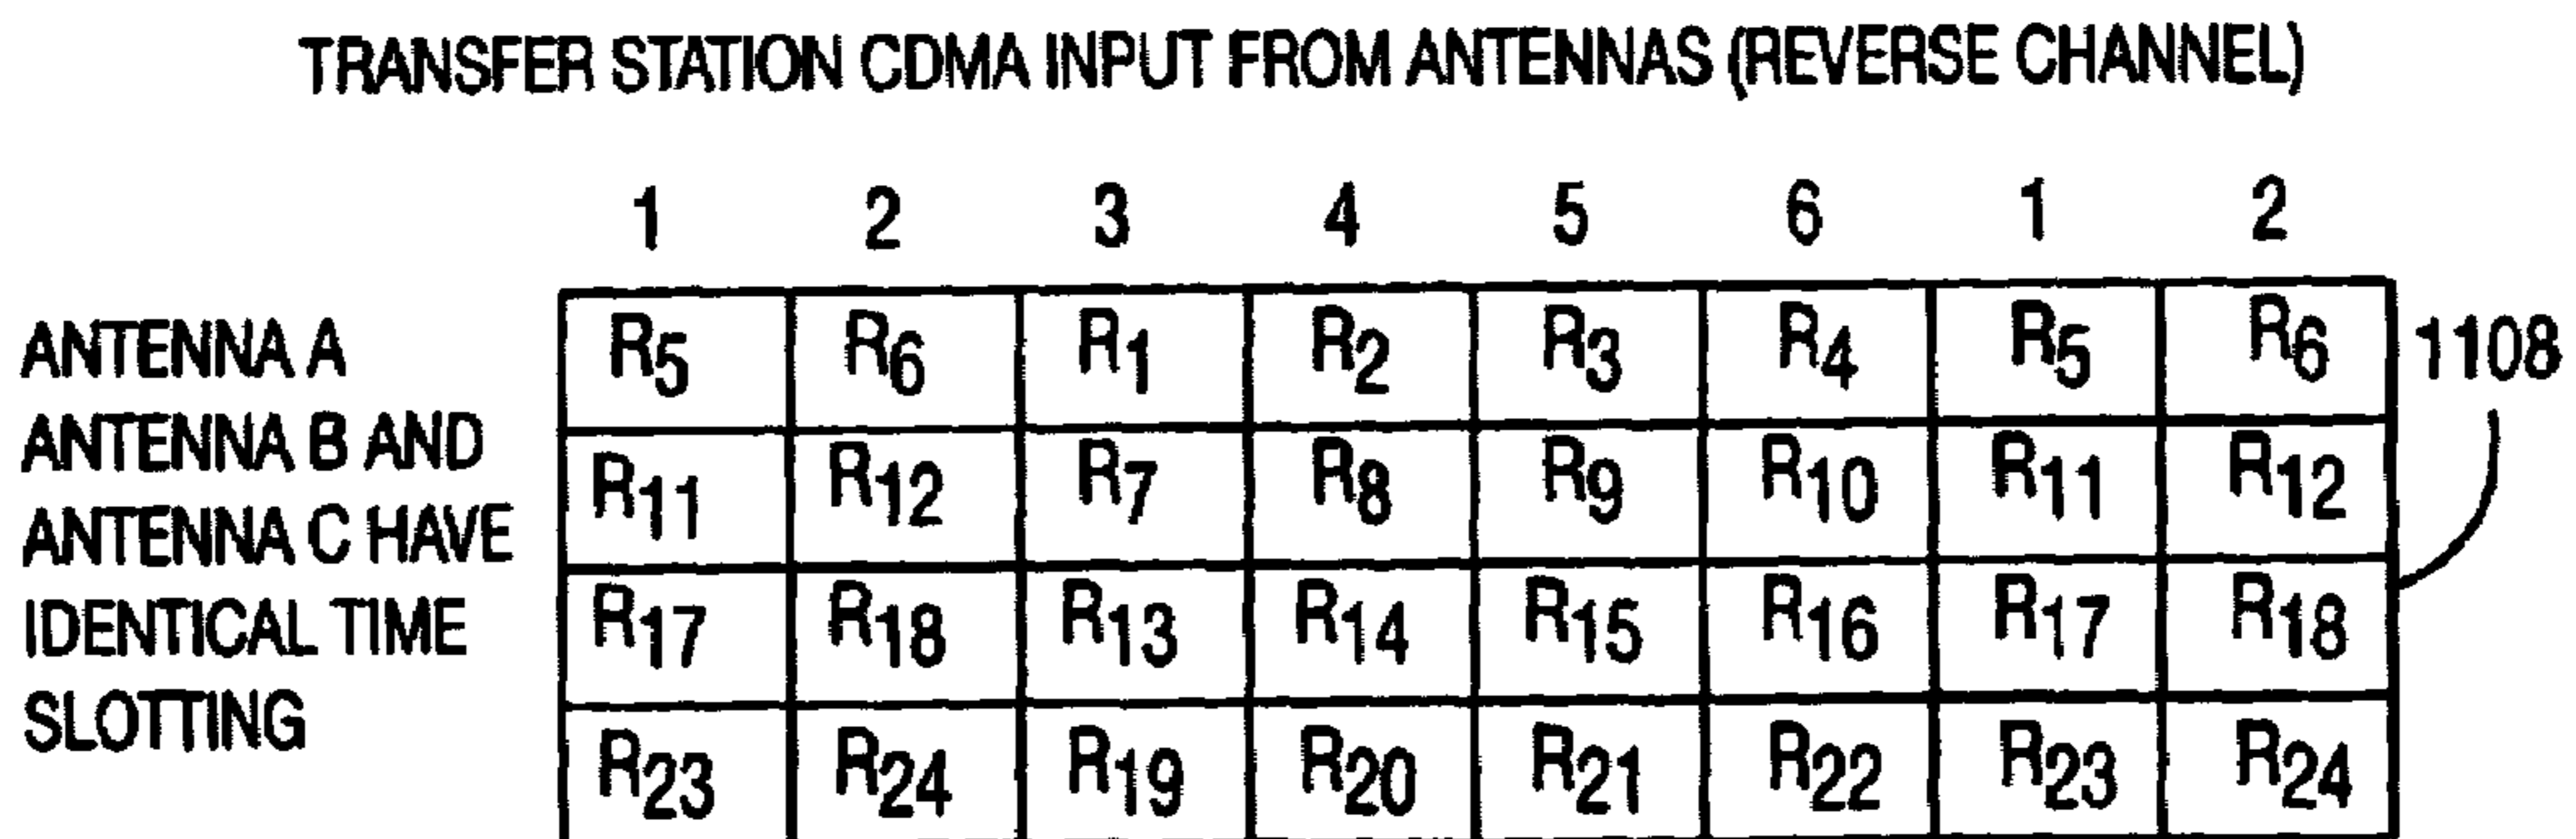 TRANSFER STATION CDMA INPUT FROM ANTENNAS (REVERSE CHANNEL)
1 2 3 4 5 6 1 2
ANTENNA A
ANTENNA B AND
ANTENNA C HAVE
IDENTICAL TIME
SLOTTING
R5 R6 R1 R2 R3 R4 R5 R6
R11 R12 R7 R8 R9 R10 R11 R12
R17 R18 R13 R14 R15 R16 R17 R18
R23 R24 R19 R20 R21 R22 R23 R24
1108